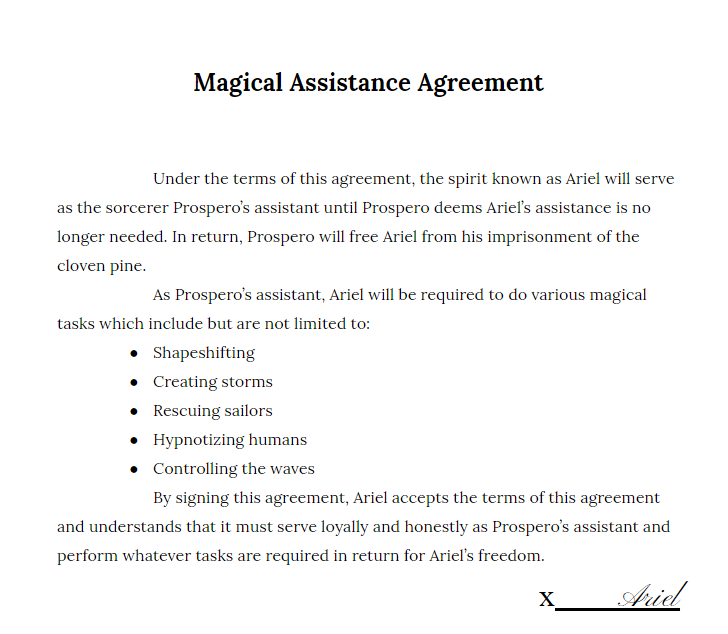 Magical Assistance Agreement
Under the terms of this agreement, the spirit known as Ariel will serve
as the sorcerer Prospero’s assistant until Prospero deems Ariel’s assistance is no
longer needed. In return, Prospero will free Ariel from his imprisonment of the
cloven pine.
As Prospero’s assistant, Ariel will be required to do various magical
tasks which include but are not limited to:
● Shapeshifting
● Creating storms
● Rescuing sailors
● Hypnotizing humans
● Controlling the waves
By signing this agreement, Ariel accepts the terms of this agreement
and understands that it must serve loyally and honestly as Prospero’s assistant and
perform whatever tasks are required in return for Ariel’s freedom.
X Ariel